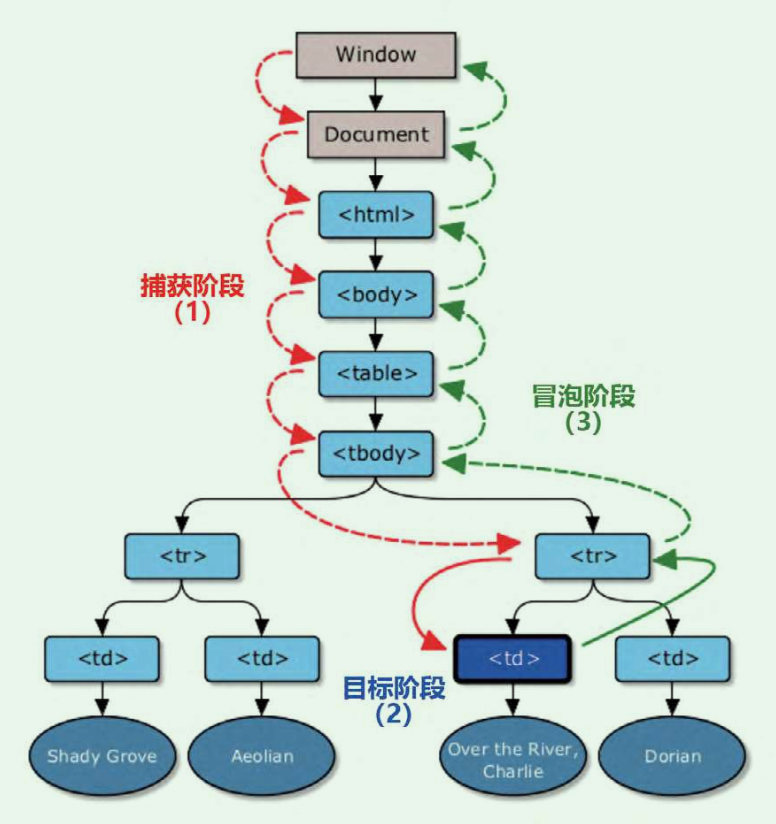 Window
Document
<html>
捕获阶段
(1)
<body>
<table>
冒泡阶段
(3)
<tbody>
<tr>
<tr>
<td>
<td>
<td>
<td>
目标阶段
(2)
Shady Grove
Aeolian
Over the River,
Charlie
Dorian